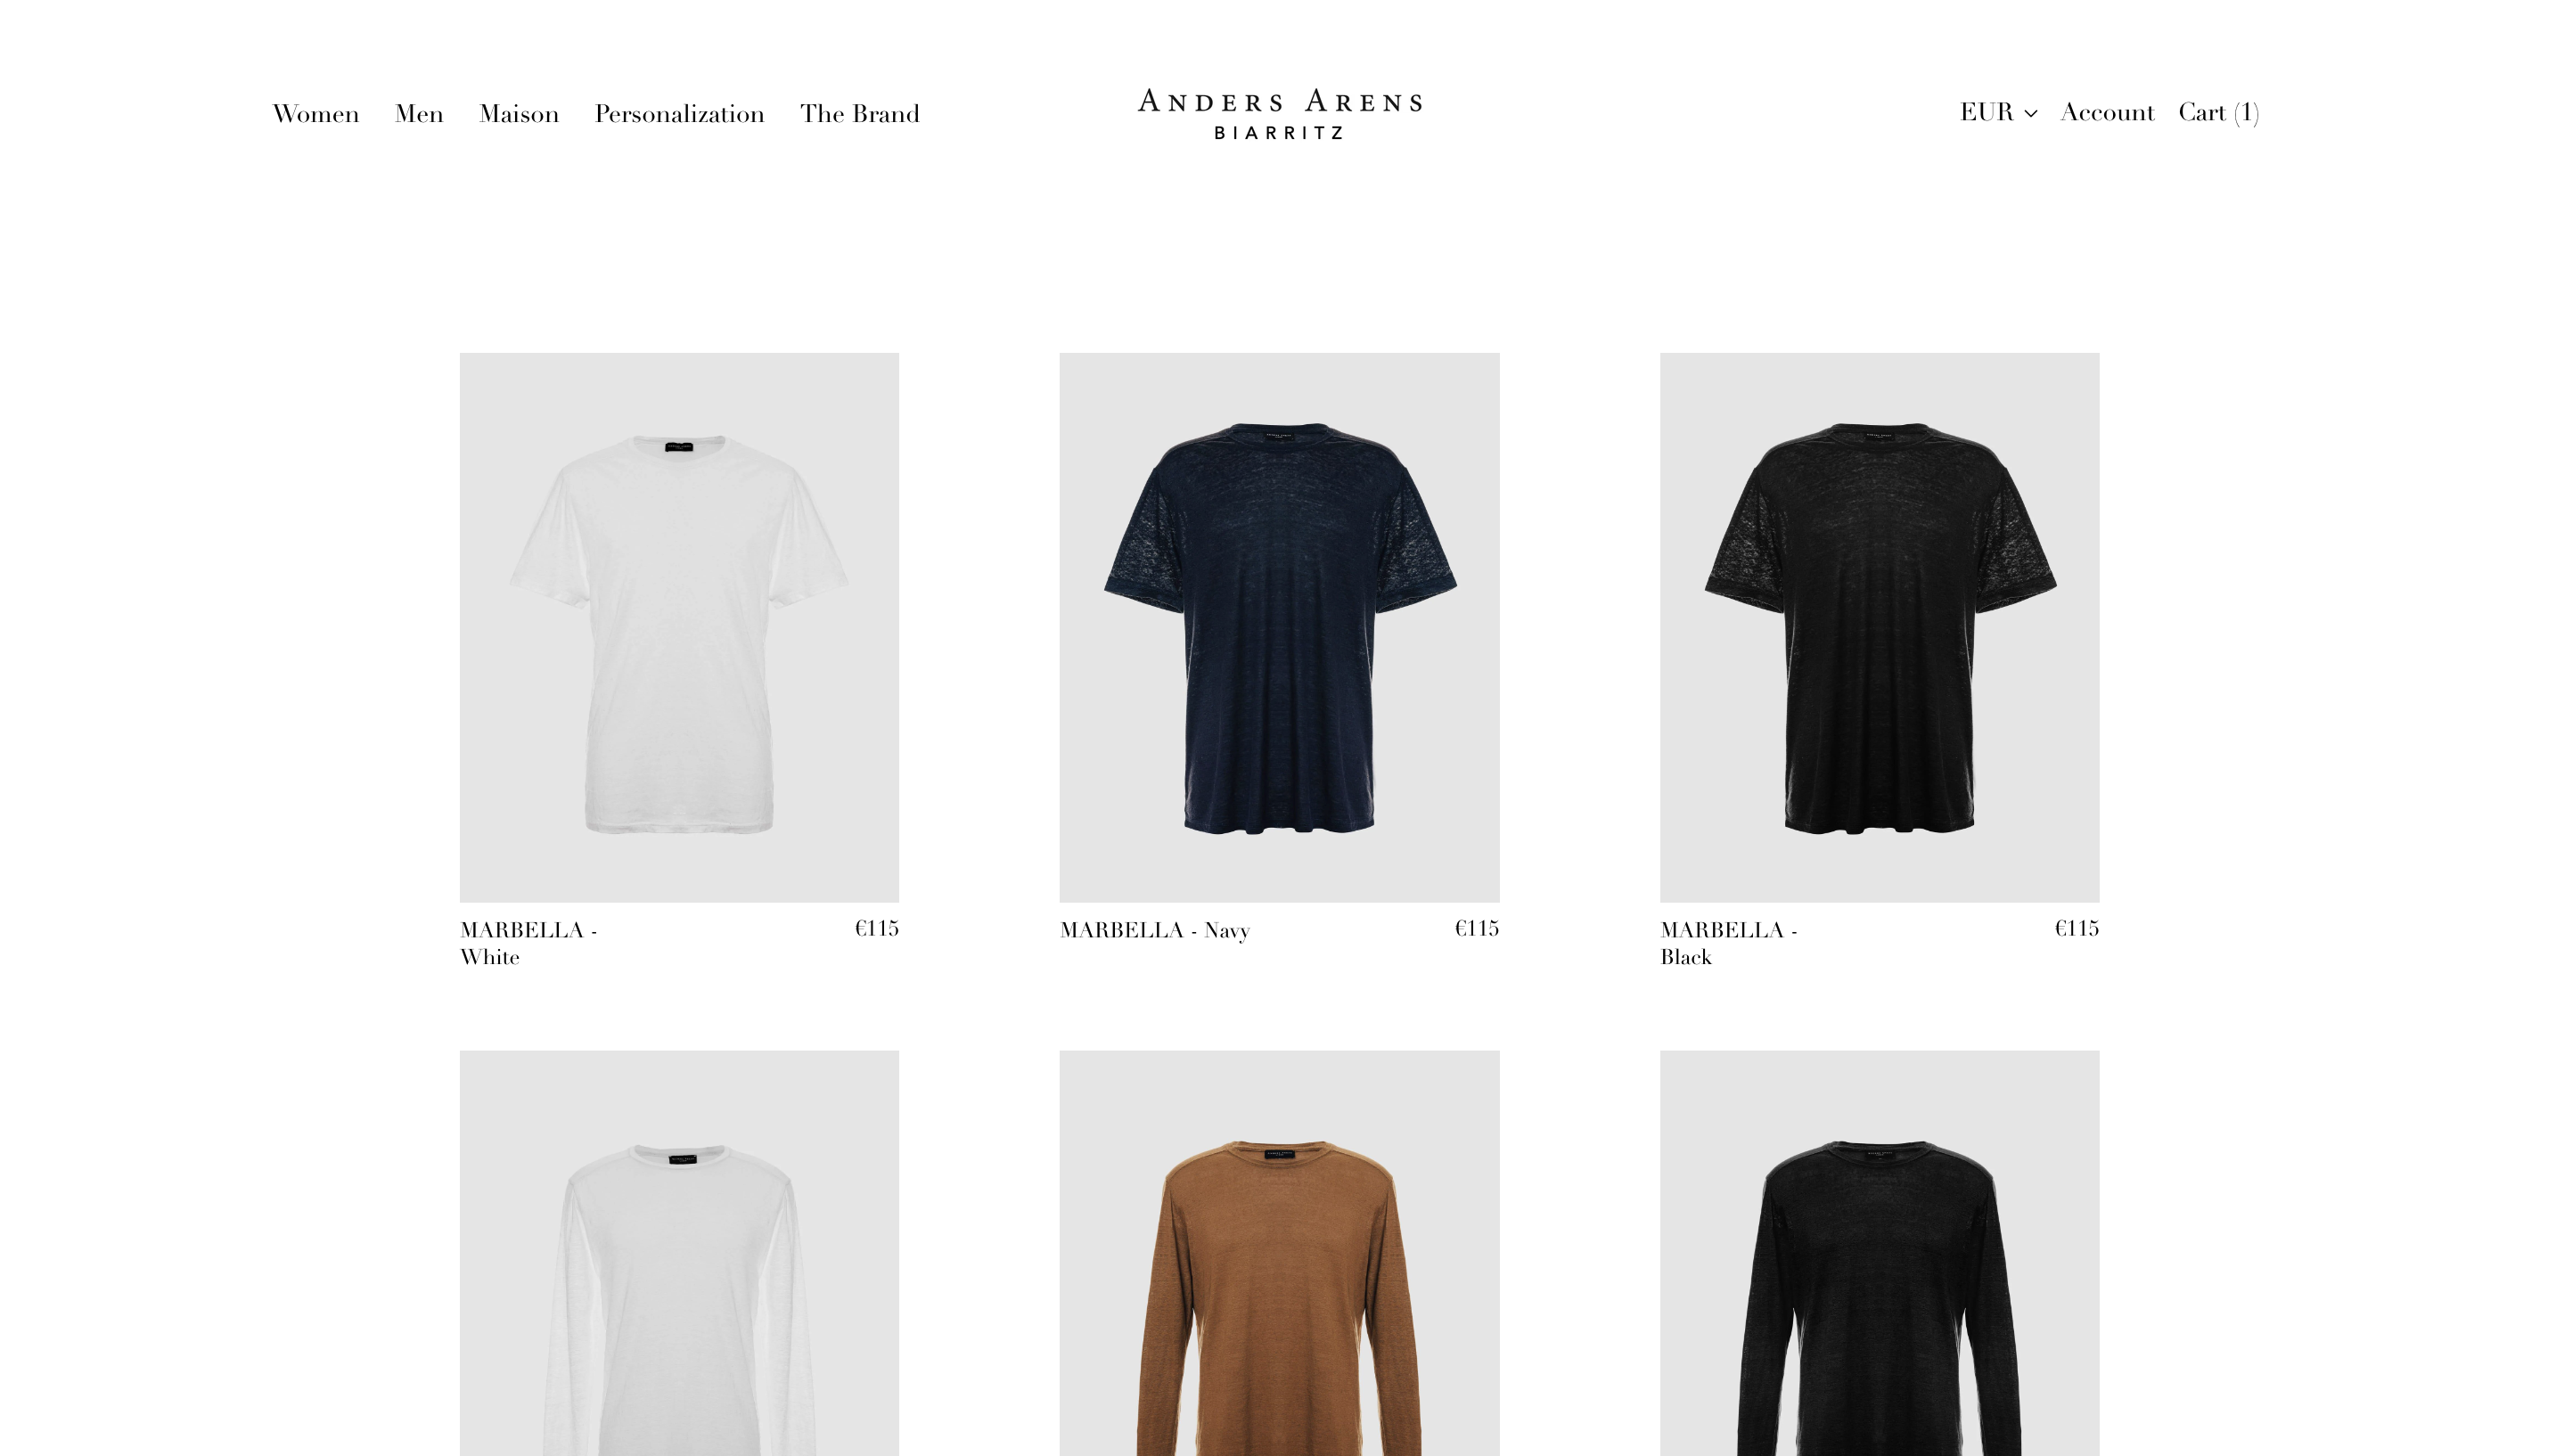 Women Men Maison Personalization The Brand
ANDERS ARENS
BIARRITZ
EUR Account Cart (1)
MARBELLA -
White
€115
MARBELLA - Navy
€115
MARBELLA -
Black
€115